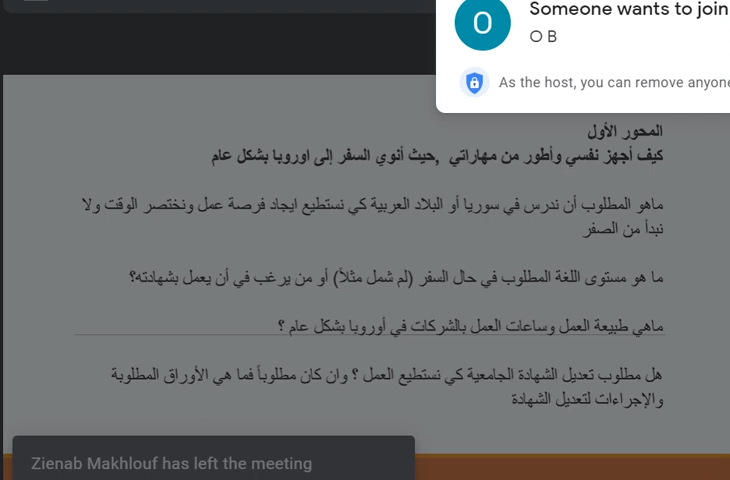 Someone wants to join
O
O B
As the host, you can remove anyone
المحور الأول
كيف أجهز نفسي وأطور من مهاراتي ,حيث أنوي السفر إلى اوروبا بشكل عام
ماهو المطلوب أن ندرس في سوريا أو البلاد العربية كي نستطيع ايجاد فرصة عمل ونختصر الوقت ولا
نبدأ من الصفر
ما هو مستوى اللغة المطلوب في حال السفر (لم شمل مثلاً) أو من يرغب في أن يعمل بشهادته؟
ماهي طبيعة العمل وساعات العمل بالشركات في أوروبا بشكل عام ؟
هل مطلوب تعديل الشهادة الجامعية كي نستطيع العمل ؟ وان كان مطلوباً فما هي الأوراق المطلوبة
والإجراءات لتعديل الشهادة
Zienab Makhlouf has left the meeting